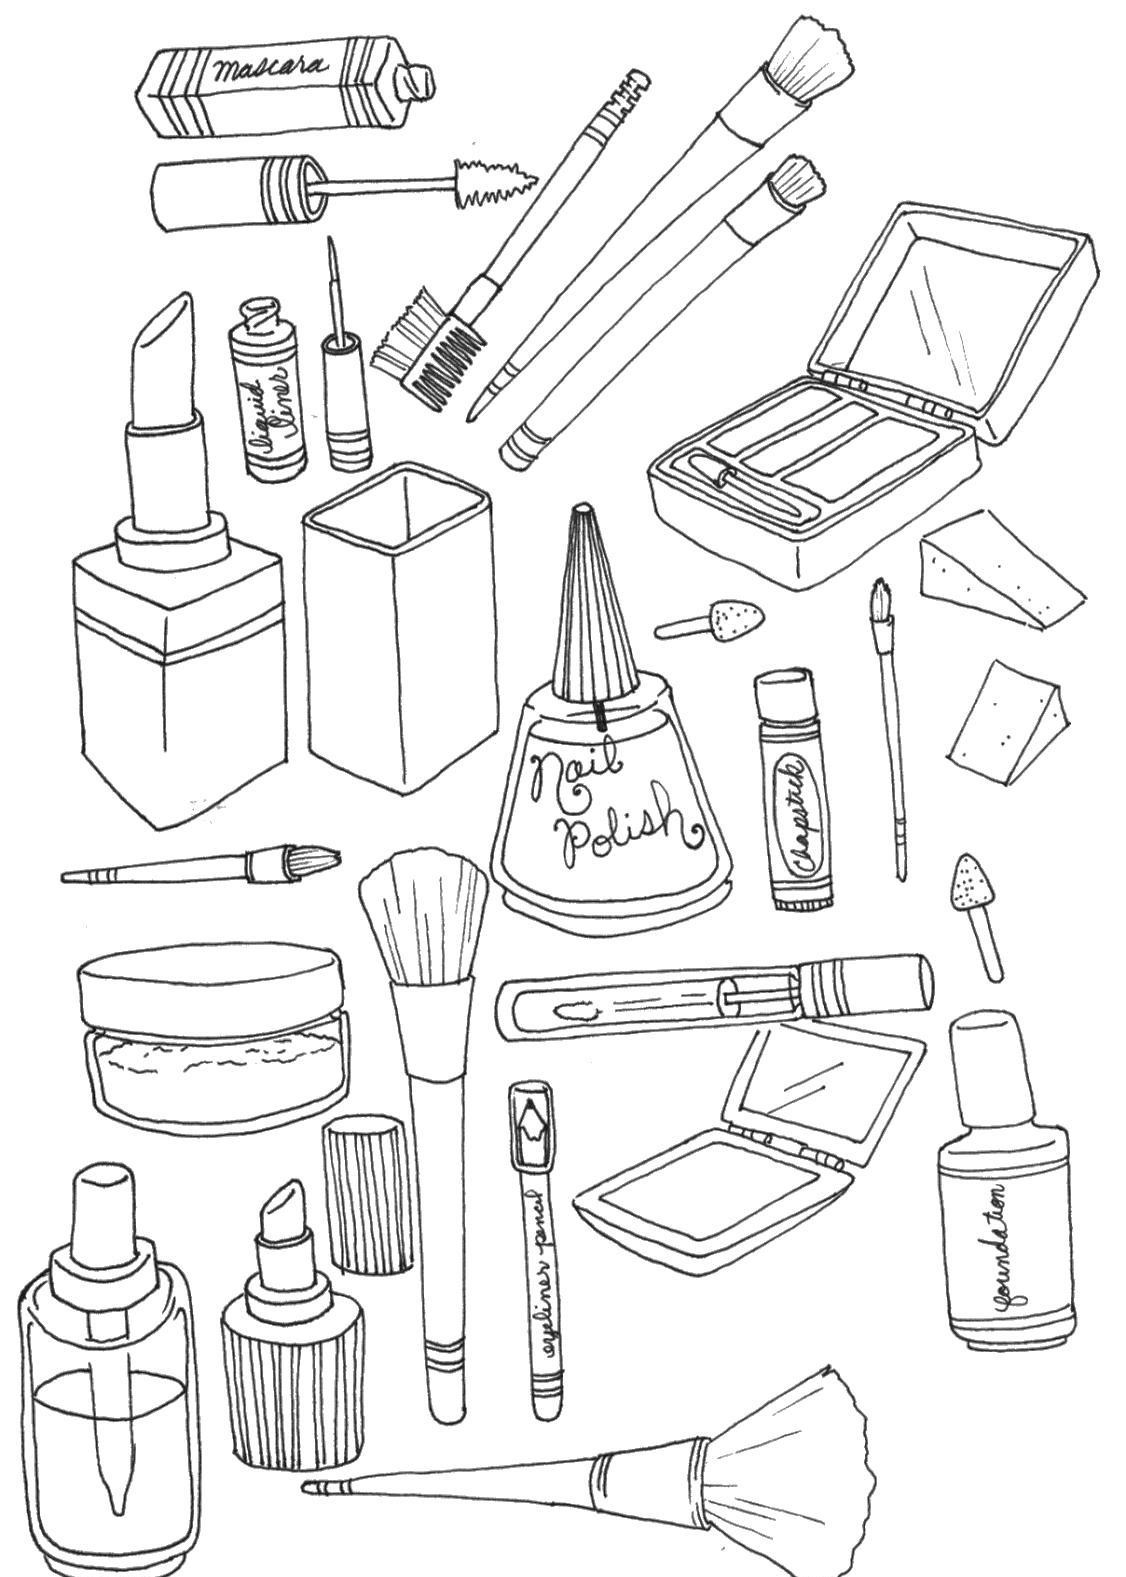 mascara
liquid
liner
Nail
Polish
chapstick
eyeliner pencil
foundation